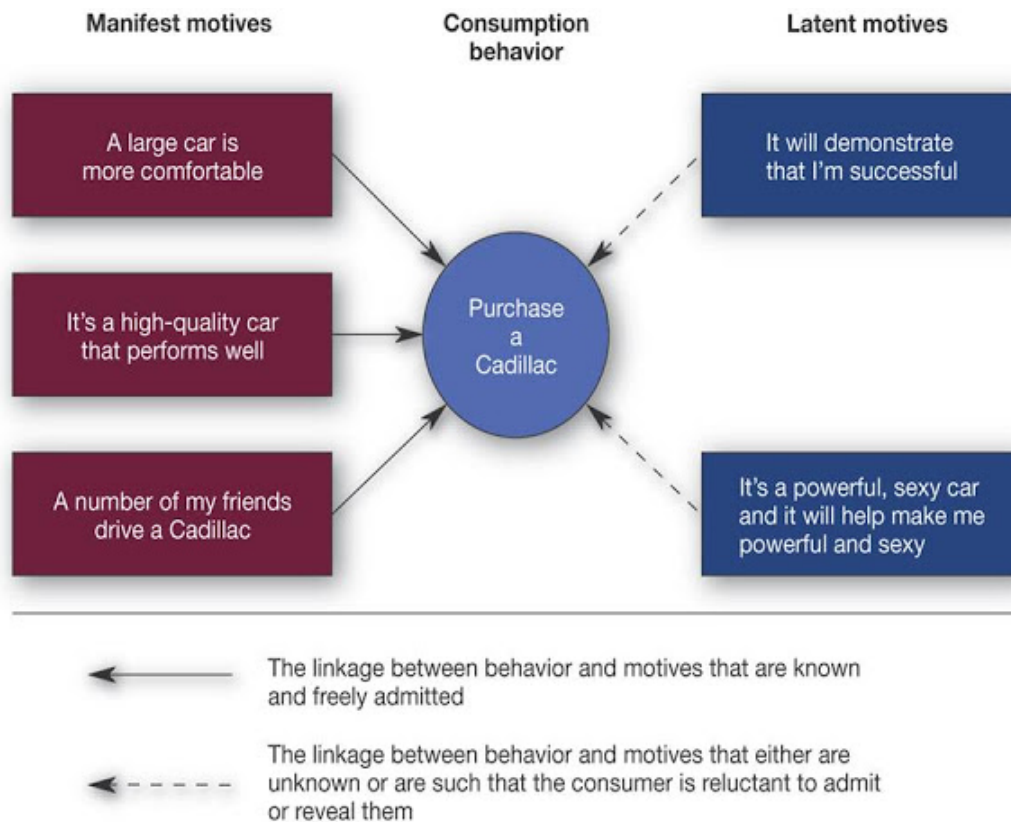 Manifest motives
Consumption
behavior
Latent motives
A large car is
more comfortable
It's a high-quality car
that performs well
A number of my friends
drive a Cadillac
Purchase
a
Cadillac
It will demonstrate
that I'm successful
It's a powerful, sexy car
and it will help make me
powerful and sexy
The linkage between behavior and motives that are known
and freely admitted
The linkage between behavior and motives that either are
unknown or are such that the consumer is reluctant to admit
or reveal them